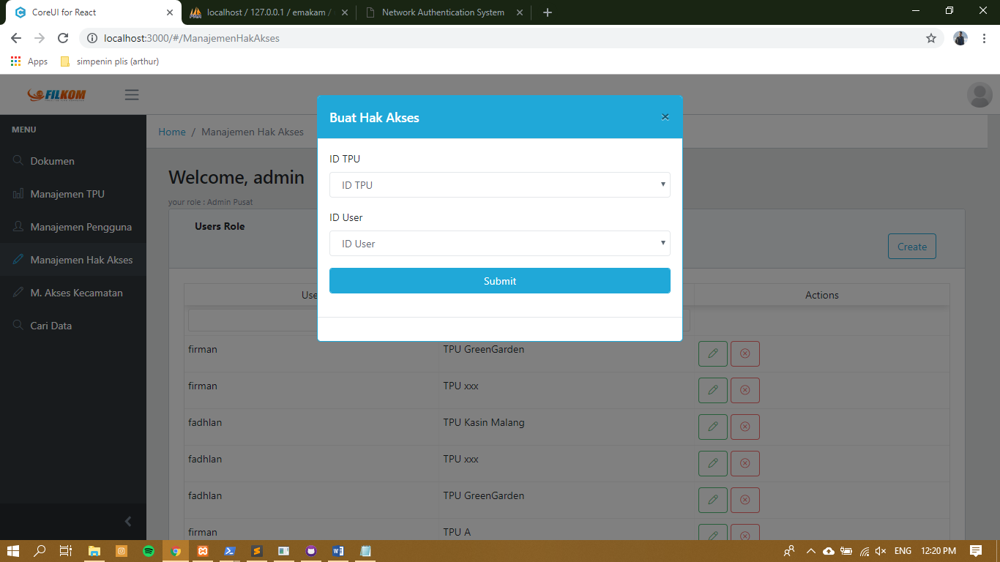 CoreUI for React
localhost / 127.0.0.1 / emakam /
Network Authentication System
localhost:3000/#/ManajemenHakAkses
Apps
simpenin plis (arthur)
FILKOM
MENU
Dokumen
Manajemen TPU
Manajemen Pengguna
Manajemen Hak Akses
M. Akses Kecamatan
Cari Data
Home / Manajemen Hak Akses
Welcome, admin
your role : Admin Pusat
Users Role
Create
Buat Hak Akses
×
ID TPU
ID TPU
ID User
ID User
Submit
Use
Actions
firman TPU GreenGarden
firman TPU xxx
fadhlan TPU Kasin Malang
fadhlan TPU xxx
fadhlan TPU GreenGarden
firman TPU A
ENG
12:20 PM